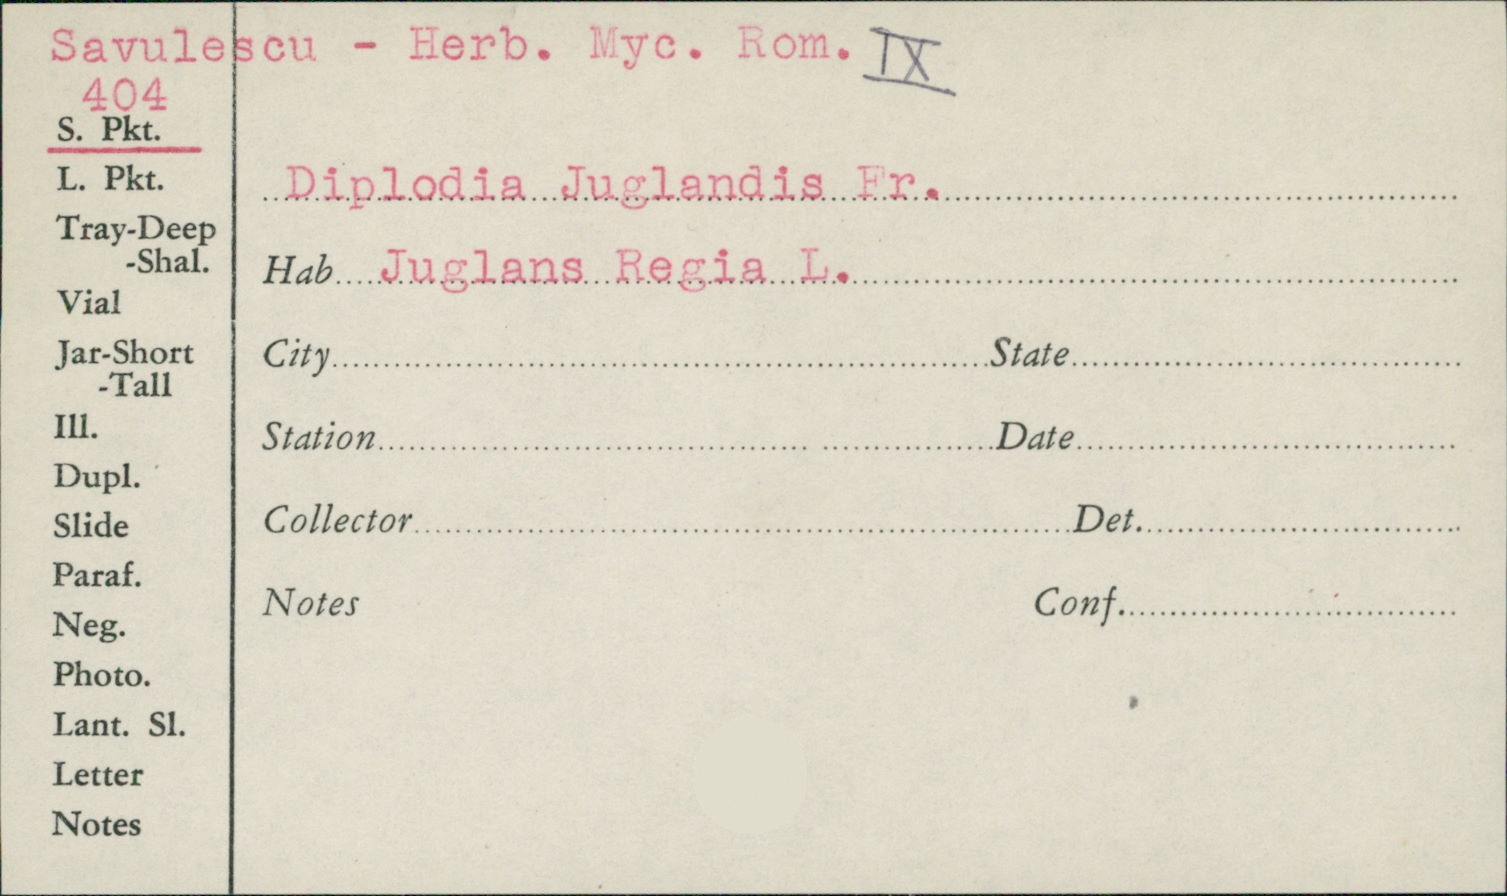 Savulescu - Herb. Myc. Rom. IX
404
S. Pkt.
L. Pkt.
Diplodia Juglandis Fr.
Tray-Deep
-Shal.
Hab Juglans Regia L.
Vial
Jar-Short
-Tall
City State
Ill.
Station Date
Dupl.
Slide
Collector Det.
Paraf.
Neg.
Notes Conf.
Photo.
Lant. Sl.
Letter
Notes